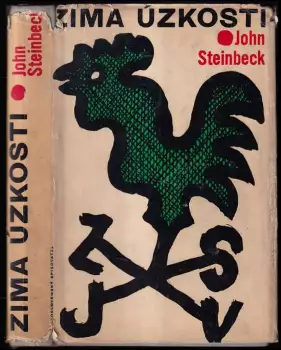 ZIMA ÚZKOSTI
John
Steinbeck
ZIMA ÚZKOSTI
John
Steinbeck
Z
S
J
V